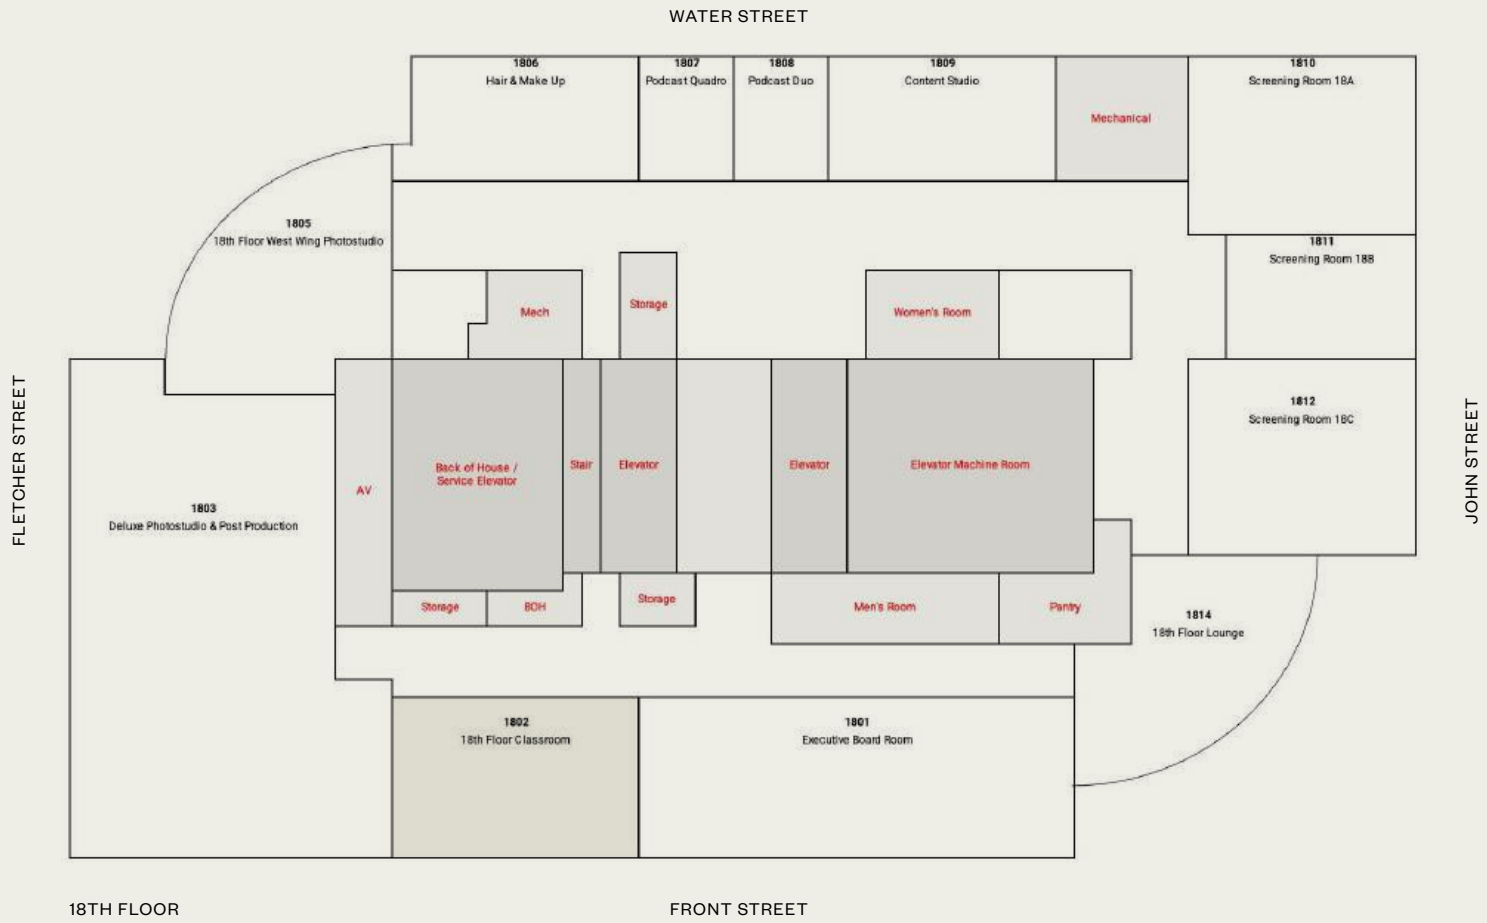 WATER STREET
1806
Hair & Make Up
1807
Podcast Quadro
1808
Podcast Duo
1809
Content Studio
Mechanical
1810
Screening Room 18A
1805
18th Floor West Wing Photostudio
Mech
Storage
Women's Room
1811
Screening Room 18B
FLETCHER STREET
1803
Deluxe Photostudio & Post Production
AV
Back of House /
Service Elevator
Stair
Elevator
Elevator
Elevator Machine Room
1812
Screening Room 18C
JOHN STREET
Storage
BOH
Storage
Men's Room
Pantry
1814
18th Floor Lounge
1802
18th Floor Classroom
1801
Executive Board Room
18TH FLOOR
FRONT STREET